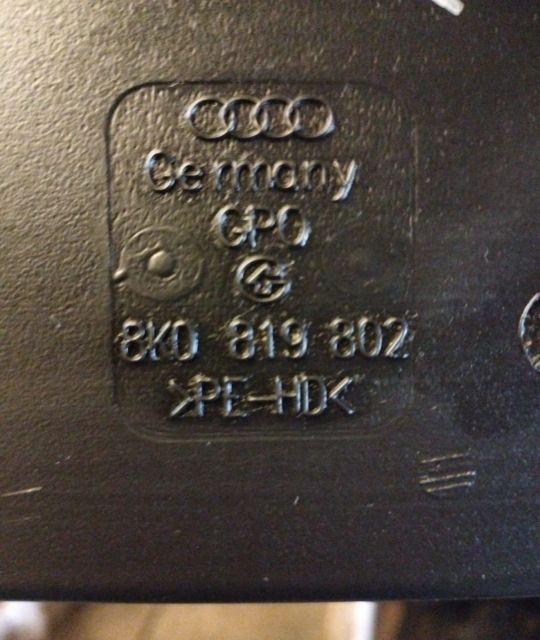 Germany
GPO
8K0 819 802
>PE-HD<